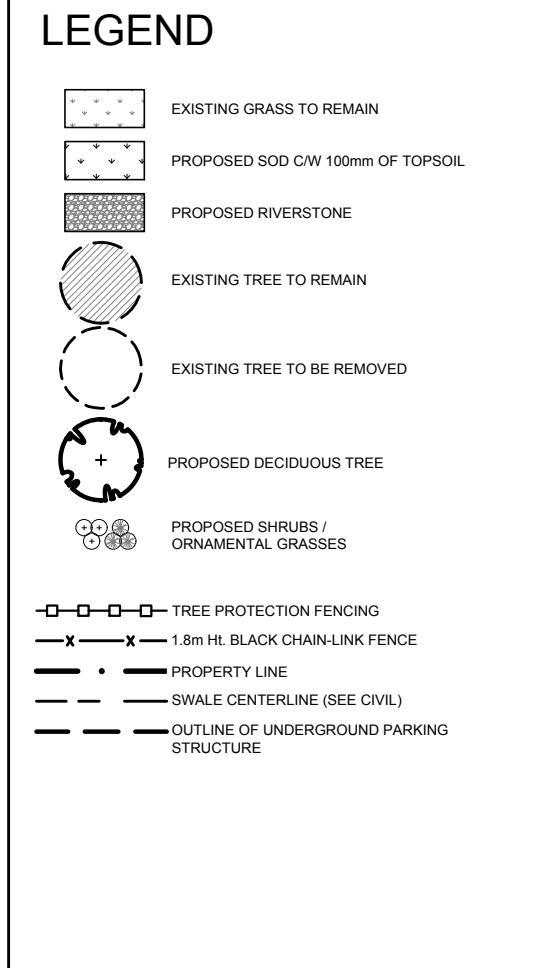 LEGEND
EXISTING GRASS TO REMAIN
PROPOSED SOD C/W 100mm OF TOPSOIL
PROPOSED RIVERSTONE
EXISTING TREE TO REMAIN
EXISTING TREE TO BE REMOVED
PROPOSED DECIDUOUS TREE
PROPOSED SHRUBS /
ORNAMENTAL GRASSES
TREE PROTECTION FENCING
1.8m Ht. BLACK CHAIN-LINK FENCE
PROPERTY LINE
SWALE CENTERLINE (SEE CIVIL)
OUTLINE OF UNDERGROUND PARKING
STRUCTURE